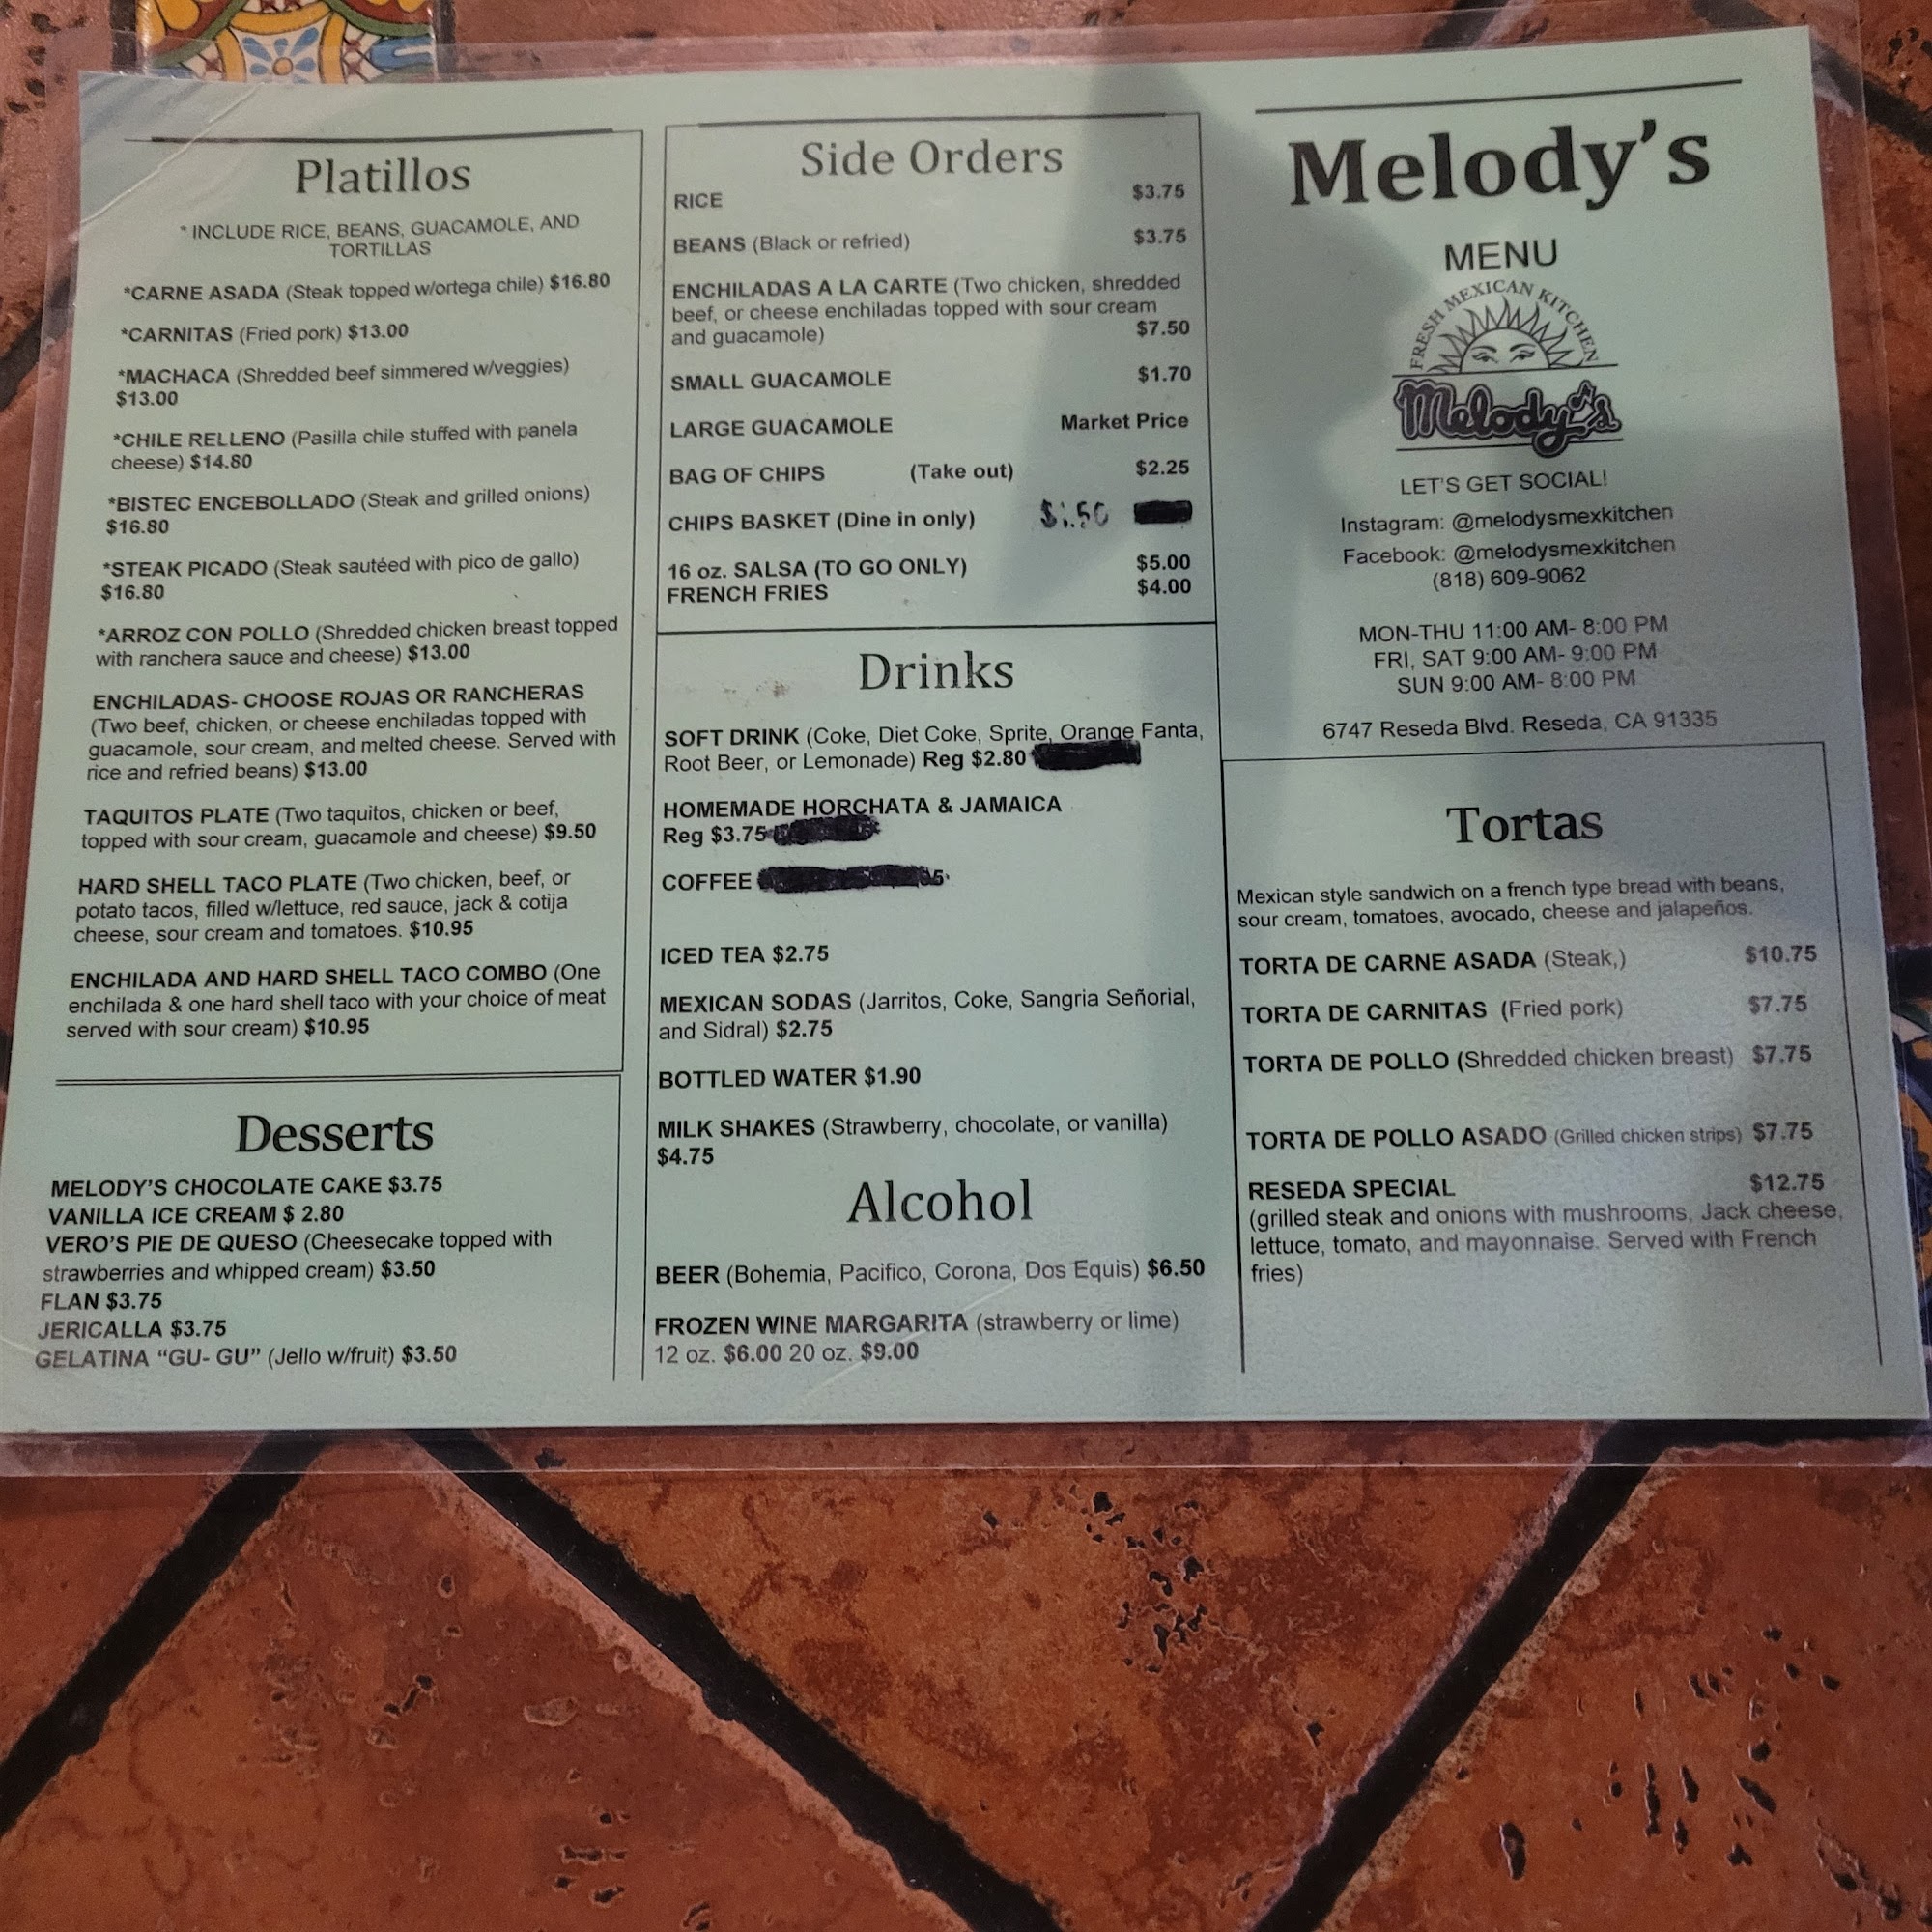 Platillos
* INCLUDE RICE, BEANS, GUACAMOLE, AND
TORTILLAS
*CARNE ASADA (Steak topped w/ortega chile) $16.80
*CARNITAS (Fried pork) $13.00
*MACHACA (Shredded beef simmered w/veggies)
$13.00
*CHILE RELLENO (Pasilla chile stuffed with panela
cheese) $14.80
*BISTEC ENCEBOLLADO (Steak and grilled onions)
$16.80
*STEAK PICADO (Steak sautéed with pico de gallo)
$16.80
*ARROZ CON POLLO (Shredded chicken breast topped
with ranchera sauce and cheese) $13.00
ENCHILADAS- CHOOSE ROJAS OR RANCHERAS
(Two beef, chicken, or cheese enchiladas topped with
guacamole, sour cream, and melted cheese. Served with
rice and refried beans) $13.00
TAQUITOS PLATE (Two taquitos, chicken or beef,
topped with sour cream, guacamole and cheese) $9.50
HARD SHELL TACO PLATE (Two chicken, beef, or
potato tacos, filled w/lettuce, red sauce, jack & cotija
cheese, sour cream and tomatoes. $10.95
ENCHILADA AND HARD SHELL TACO COMBO (One
enchilada & one hard shell taco with your choice of meat
served with sour cream) $10.95
Desserts
MELODY'S CHOCOLATE CAKE $3.75
VANILLA ICE CREAM $ 2.80
VERO'S PIE DE QUESO (Cheesecake topped with
strawberries and whipped cream) $3.50
FLAN $3.75
JERICALLA $3.75
GELATINA "GU- GU" (Jello w/fruit) $3.50
Side Orders
RICE $3.75
BEANS (Black or refried) $3.75
ENCHILADAS A LA CARTE (Two chicken, shredded
beef, or cheese enchiladas topped with sour cream
and guacamole) $7.50
SMALL GUACAMOLE $1.70
LARGE GUACAMOLE Market Price
BAG OF CHIPS (Take out) $2.25
CHIPS BASKET (Dine in only) $1.50
16 oz. SALSA (TO GO ONLY) $5.00
FRENCH FRIES $4.00
Drinks
SOFT DRINK (Coke, Diet Coke, Sprite, Orange Fanta,
Root Beer, or Lemonade) Reg $2.80
HOMEMADE HORCHATA & JAMAICA
Reg $3.75
COFFEE
ICED TEA $2.75
MEXICAN SODAS (Jarritos, Coke, Sangria Señorial,
and Sidral) $2.75
BOTTLED WATER $1.90
MILK SHAKES (Strawberry, chocolate, or vanilla)
$4.75
Alcohol
BEER (Bohemia, Pacifico, Corona, Dos Equis) $6.50
FROZEN WINE MARGARITA (strawberry or lime)
12 oz. $6.00 20 oz. $9.00
Melody's
MENU
FRESH MEXICAN KITCHEN
Melody's
LET'S GET SOCIAL!
Instagram: @melodysmexkitchen
Facebook: @melodysmexkitchen
(818) 609-9062
MON-THU 11:00 AM- 8:00 PM
FRI, SAT 9:00 AM- 9:00 PM
SUN 9:00 AM- 8:00 PM
6747 Reseda Blvd. Reseda, CA 91335
Tortas
Mexican style sandwich on a french type bread with beans,
sour cream, tomatoes, avocado, cheese and jalapeños.
TORTA DE CARNE ASADA (Steak,) $10.75
TORTA DE CARNITAS (Fried pork) $7.75
TORTA DE POLLO (Shredded chicken breast) $7.75
TORTA DE POLLO ASADO (Grilled chicken strips) $7.75
RESEDA SPECIAL $12.75
(grilled steak and onions with mushrooms, Jack cheese,
lettuce, tomato, and mayonnaise. Served with French
fries)